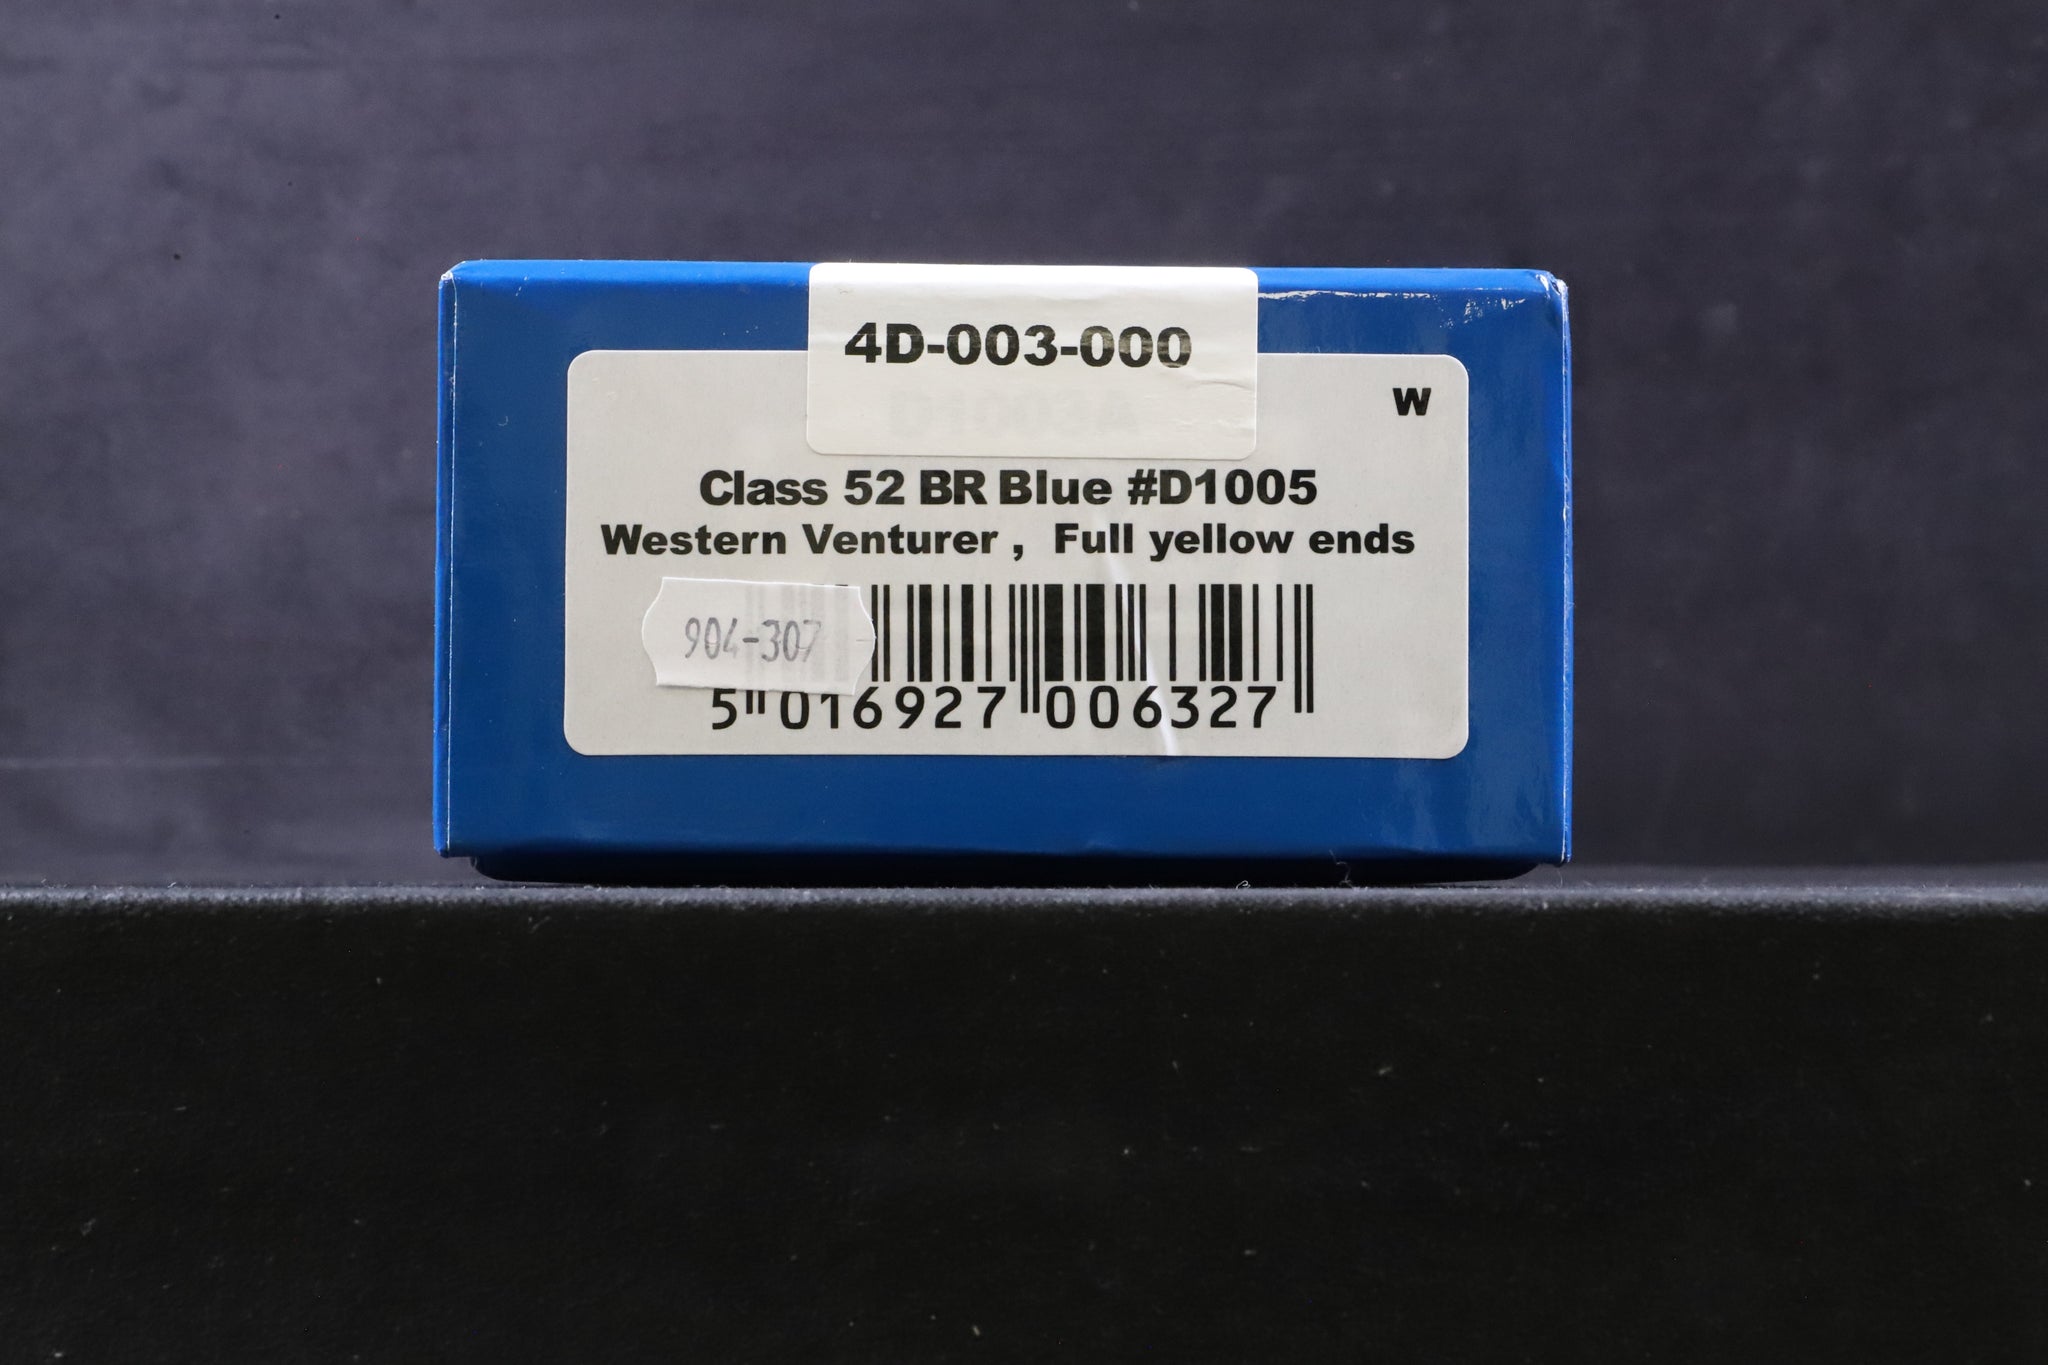 4D-003-000
W
Class 52 BR Blue #D1005
Western Venturer , Full yellow ends
904-307
5 016927 006327